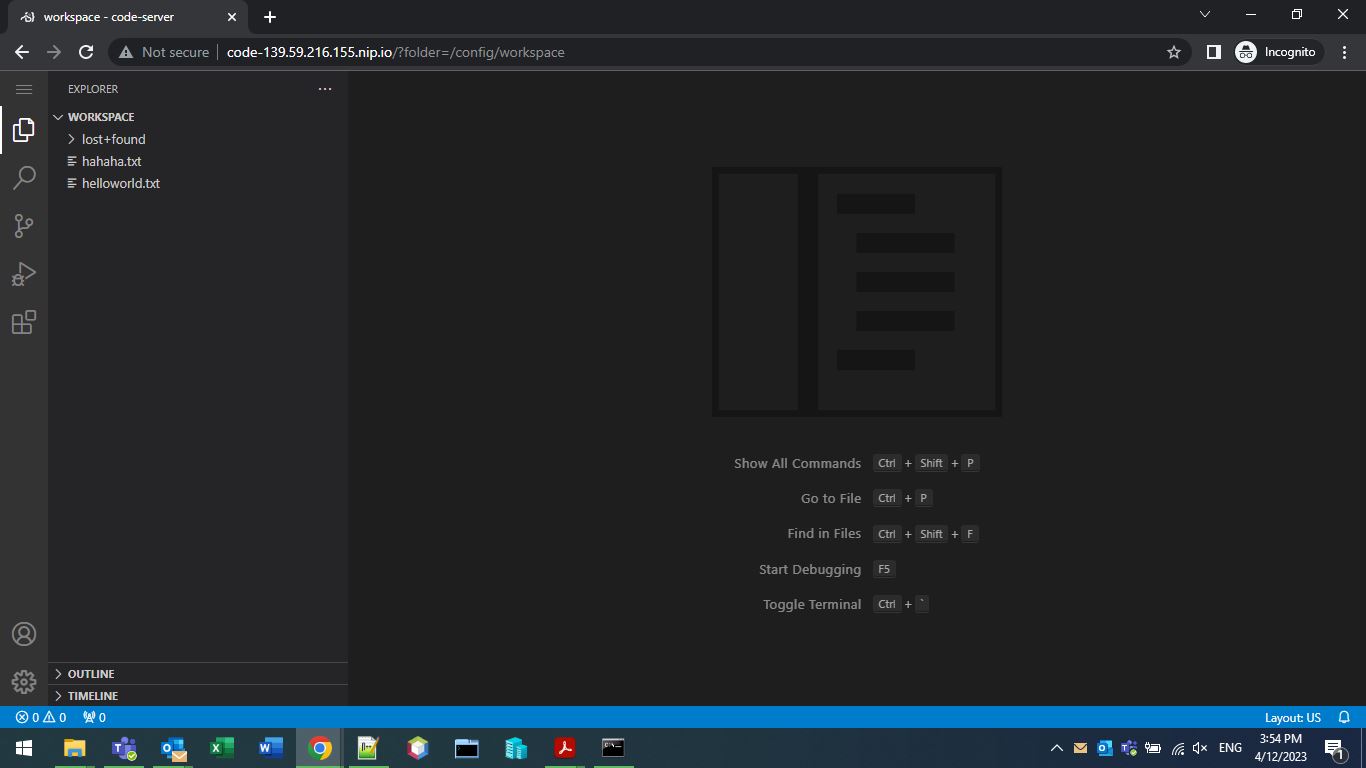 workspace - code-server
Not secure code-139.59.216.155.nip.io/?folder=/config/workspace
Incognito
EXPLORER
WORKSPACE
lost+found
hahaha.txt
helloworld.txt
Show All Commands Ctrl + Shift + P
Go to File Ctrl + P
Find in Files Ctrl + Shift + F
Start Debugging F5
Toggle Terminal Ctrl + `
OUTLINE
TIMELINE
0 0 0 Layout: US
ENG
3:54 PM
4/12/2023
1